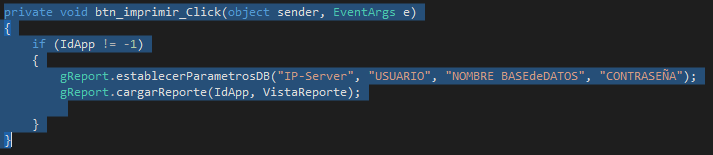 private void btn_imprimir_Click(object sender, EventArgs e)
{
if (IdApp != -1)
{
gReport.establecerParametrosDB("IP-Server", "USUARIO", "NOMBRE BASEdeDATOS", "CONTRASEÑA");
gReport.cargarReporte(IdApp, VistaReporte);
}
}